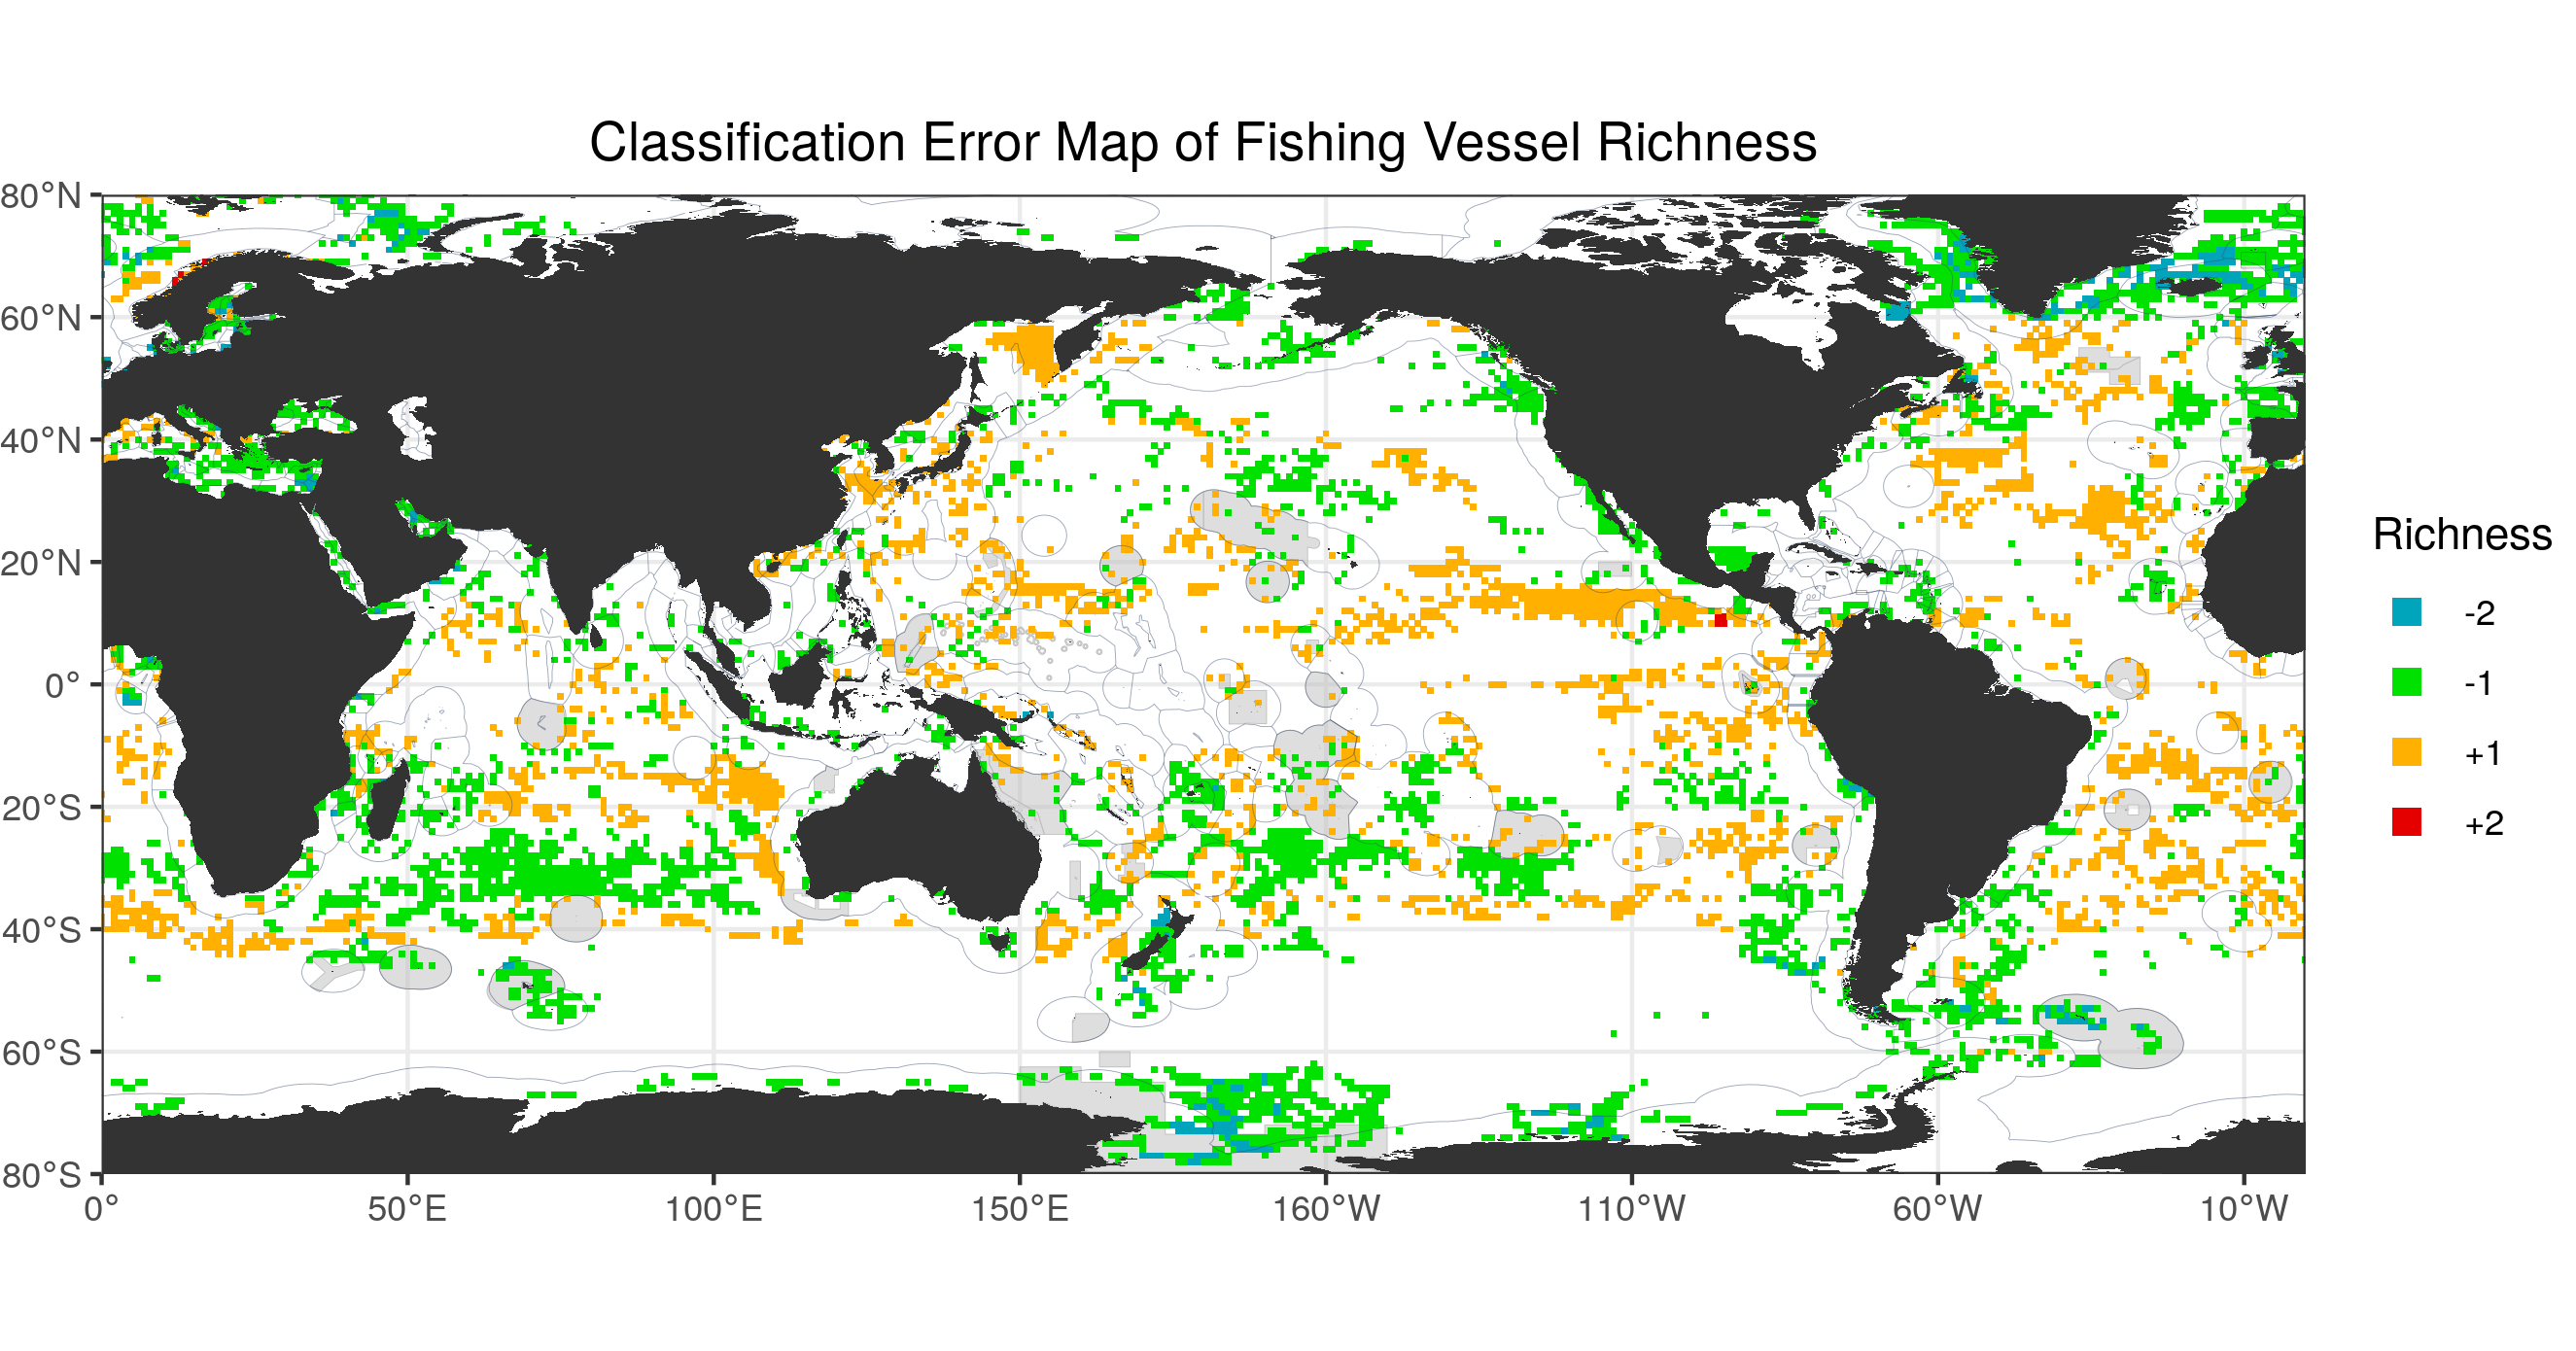 Classification Error Map of Fishing Vessel Richness
80°N
60°N
40°N
20°N
0°
20°S
40°S
60°S
80°S
0°
50°E
100°E
150°E
160°W
110°W
60°W
10°W
Richness
-2
-1
+1
+2